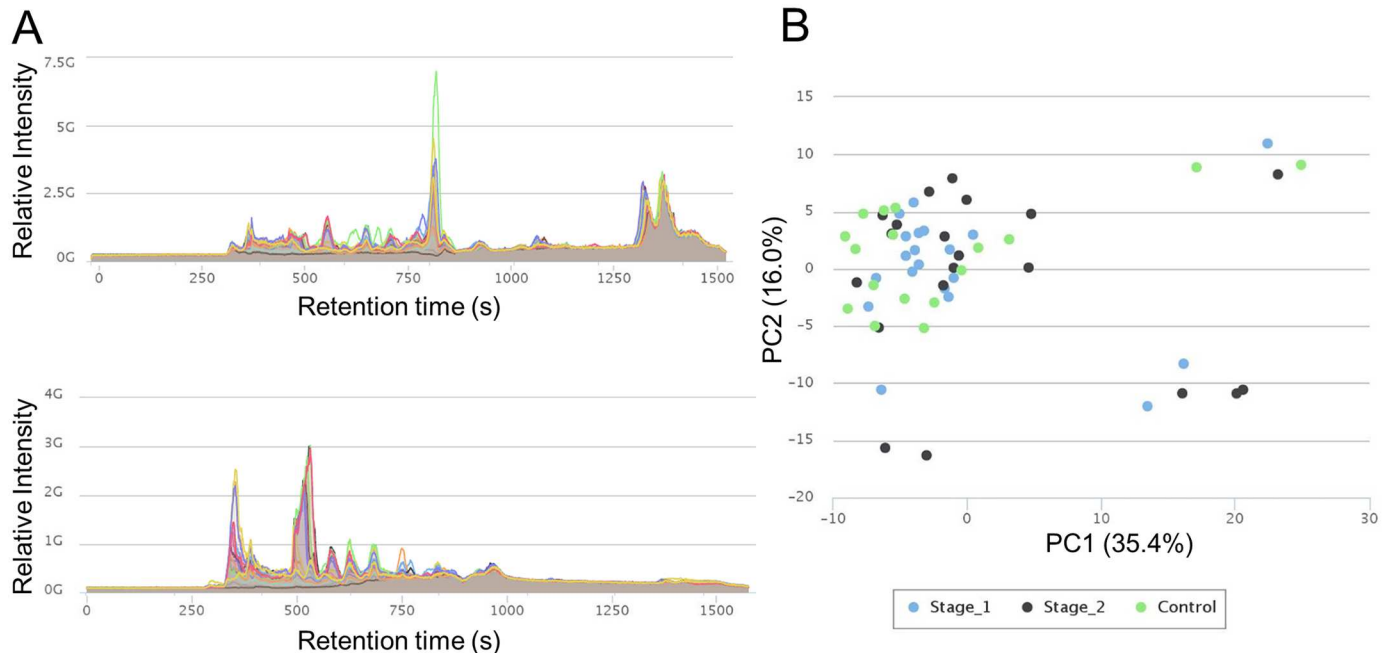 A
Relative Intensity
7.5G
5G
2.5G
0G
0 250 500 750 1000 1250 1500
Retention time (s)
Relative Intensity
4G
3G
2G
1G
0G
0 250 500 750 1000 1250 1500
Retention time (s)
B
PC2 (16.0%)
15
10
5
0
-5
-10
-15
-20
-10 0 10 20 30
PC1 (35.4%)
Stage_1 Stage_2 Control